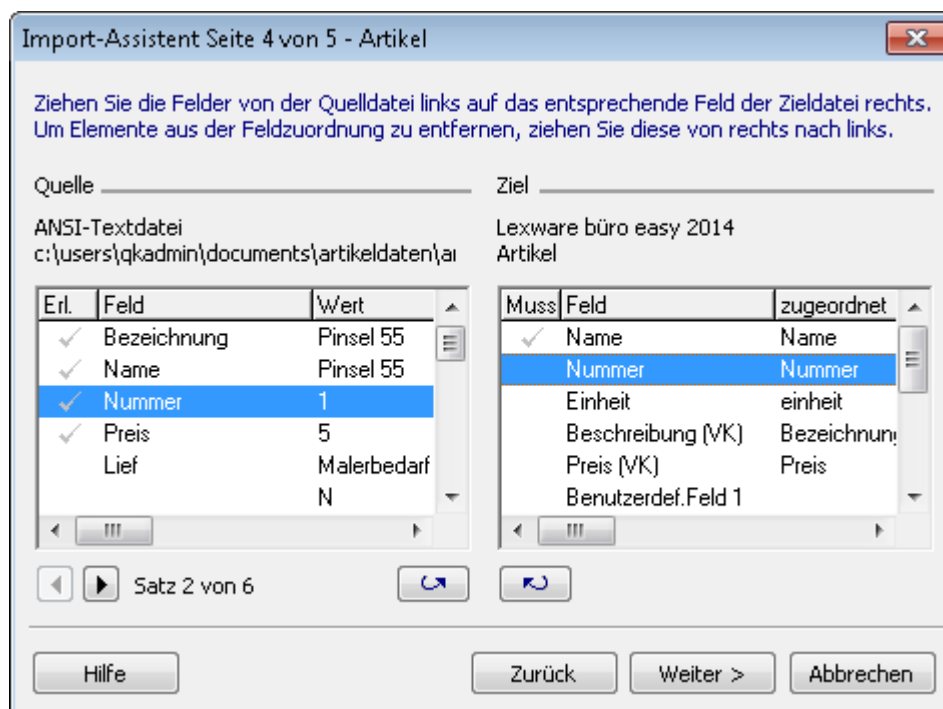 Import-Assistent Seite 4 von 5 - Artikel
Ziehen Sie die Felder von der Quelldatei links auf das entsprechende Feld der Zieldatei rechts.
Um Elemente aus der Feldzuordnung zu entfernen, ziehen Sie diese von rechts nach links.
Quelle
ANSI-Textdatei
c:\users\qkadmin\documents\artikeldaten\ar
Erl. Feld Wert
Bezeichnung Pinsel 55
Name Pinsel 55
Nummer 1
Preis 5
Lief Malerbedarf
N
Satz 2 von 6
Ziel
Lexware büro easy 2014
Artikel
Muss Feld zugeordnet
Name Name
Nummer Nummer
Einheit einheit
Beschreibung (VK) Bezeichnung
Preis (VK) Preis
Benutzerdef.Feld 1
Hilfe
Zurück
Weiter >
Abbrechen